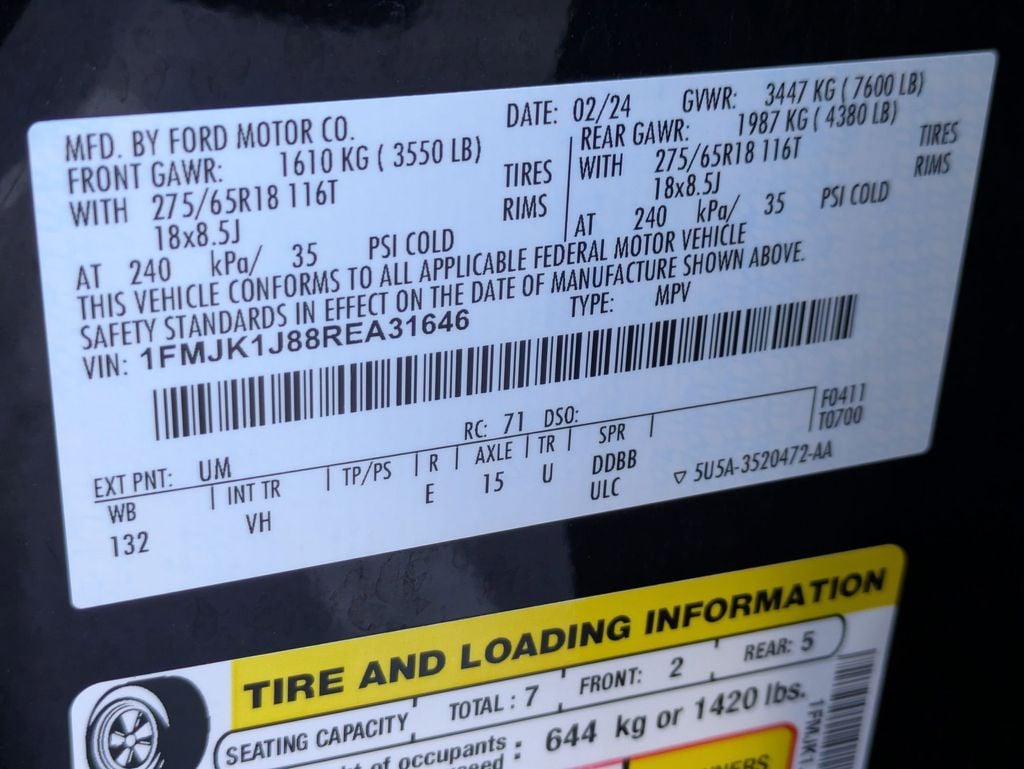 MFD. BY FORD MOTOR CO. DATE: 02/24 GVWR: 3447 KG ( 7600 LB)
FRONT GAWR: 1610 KG ( 3550 LB) REAR GAWR: 1987 KG ( 4380 LB)
WITH 275/65R18 116T TIRES WITH 275/65R18 116T TIRES
18x8.5J RIMS 18x8.5J RIMS
AT 240 kPa/ 35 PSI COLD AT 240 kPa/ 35 PSI COLD
THIS VEHICLE CONFORMS TO ALL APPLICABLE FEDERAL MOTOR VEHICLE
SAFETY STANDARDS IN EFFECT ON THE DATE OF MANUFACTURE SHOWN ABOVE.
VIN: 1FMJK1J88REA31646 TYPE: MPV
EXT PNT: UM RC: 71 DSO: F0411
T0700
WB INT TR TP/PS R AXLE TR SPR
132 VH E 15 U DDBB
ULC 5U5A-3520472-AA
TIRE AND LOADING INFORMATION
SEATING CAPACITY TOTAL : 7 FRONT: 2 REAR: 5
of occupants : 644 kg or 1420 lbs.